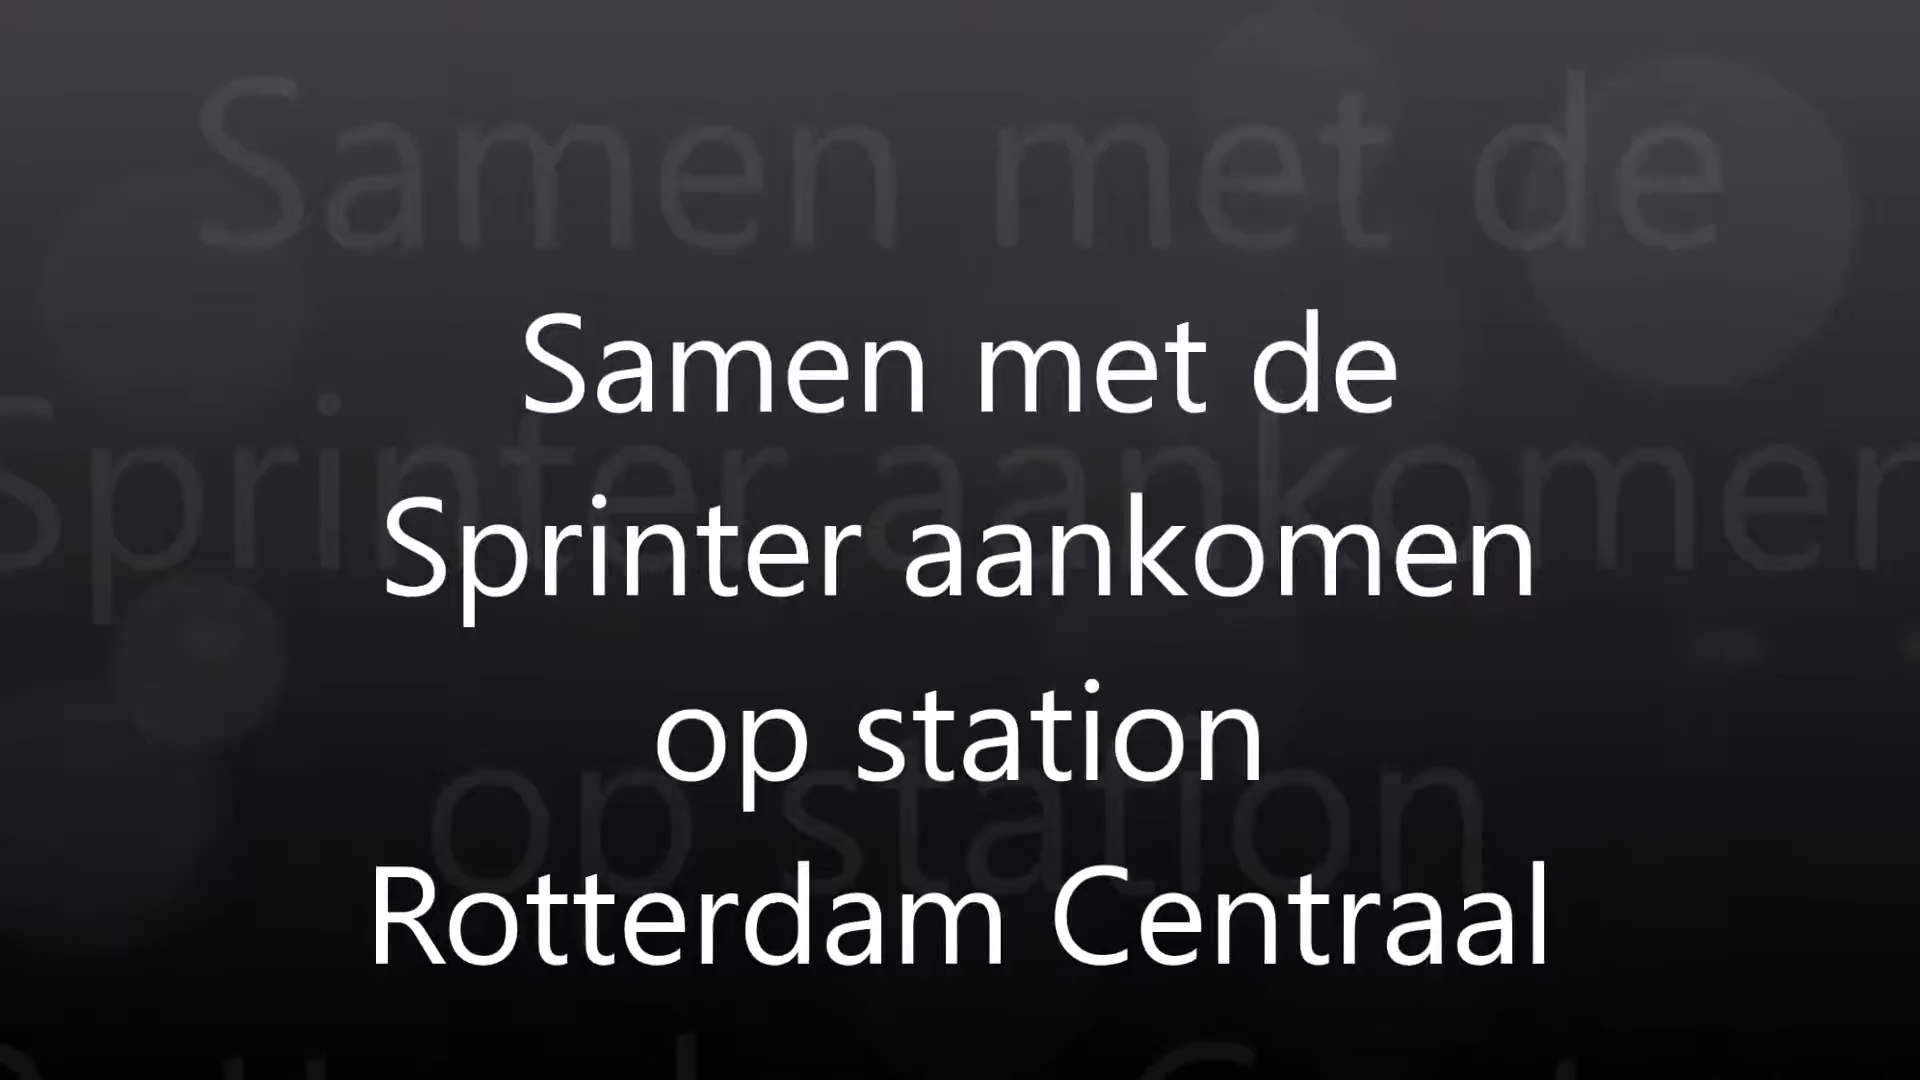 Samen met de
Sprinter aankomen
op station
Rotterdam Centraal